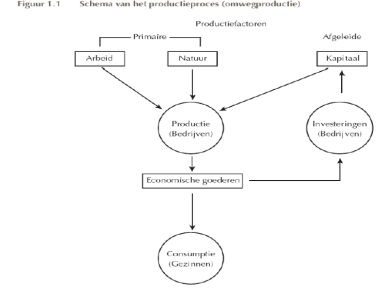 Figuur 1.1 Schema van het productieproces (omwegproductie)
Productiefactoren
Primaire
Afgeleide
Arbeid
Natuur
Kapitaal
Productie
(Bedrijven)
Investeringen
(Bedrijven)
Economische goederen
Consumptie
(Gezinnen)